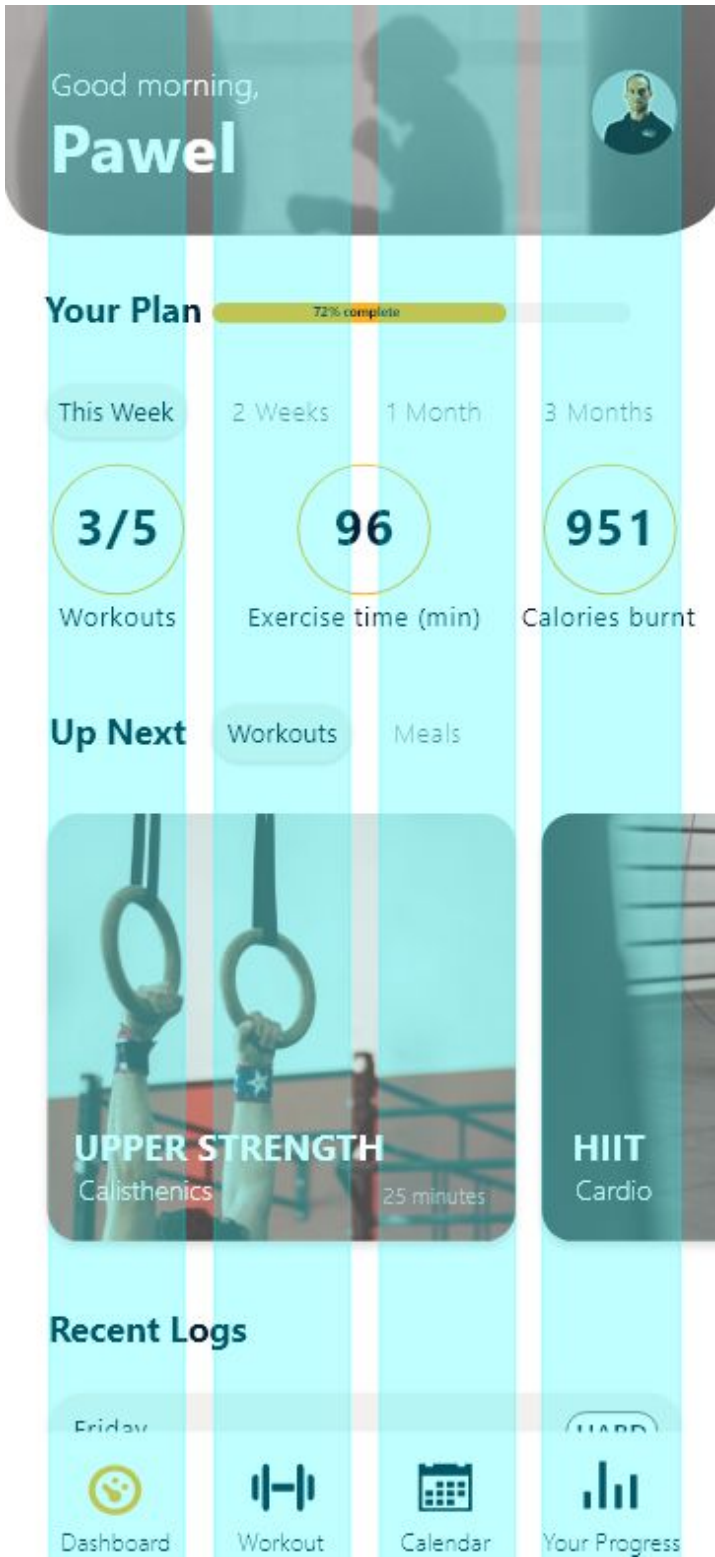 Good morning,
Pawel
Your Plan 72% complete
This Week 2 Weeks 1 Month 3 Months
3/5 96 951
Workouts Exercise time (min) Calories burnt
Up Next Workouts Meals
UPPER STRENGTH
Calisthenics 25 minutes
HIIT
Cardio
Recent Logs
Friday HARD
Dashboard Workout Calendar Your Progress